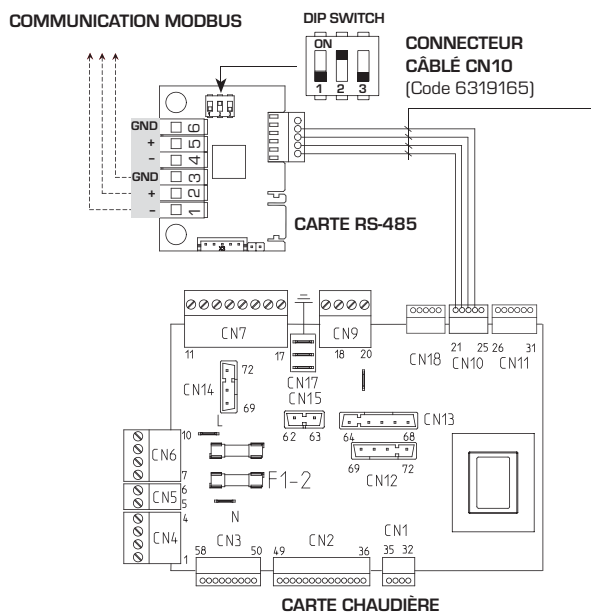 COMMUNICATION MODBUS
DIP SWITCH
ON
1 2 3
CONNECTEUR
CÂBLÉ CN10
(Code 6319165)
GND 6
+ 5
– 4
GND 3
+ 2
– 1
CARTE RS-485
CN7
11 17
CN9
18 20
CN18
21 25
CN10
26 31
CN11
CN17
CN14
72
69
CN15
62 63
CN13
64 68
69 72
CN12
L
F1-2
N
10
CN6
7
6
CN5
5
4
CN4
1
58 CN3 50
49 CN2 36
CN1
35 32
CARTE CHAUDIÈRE